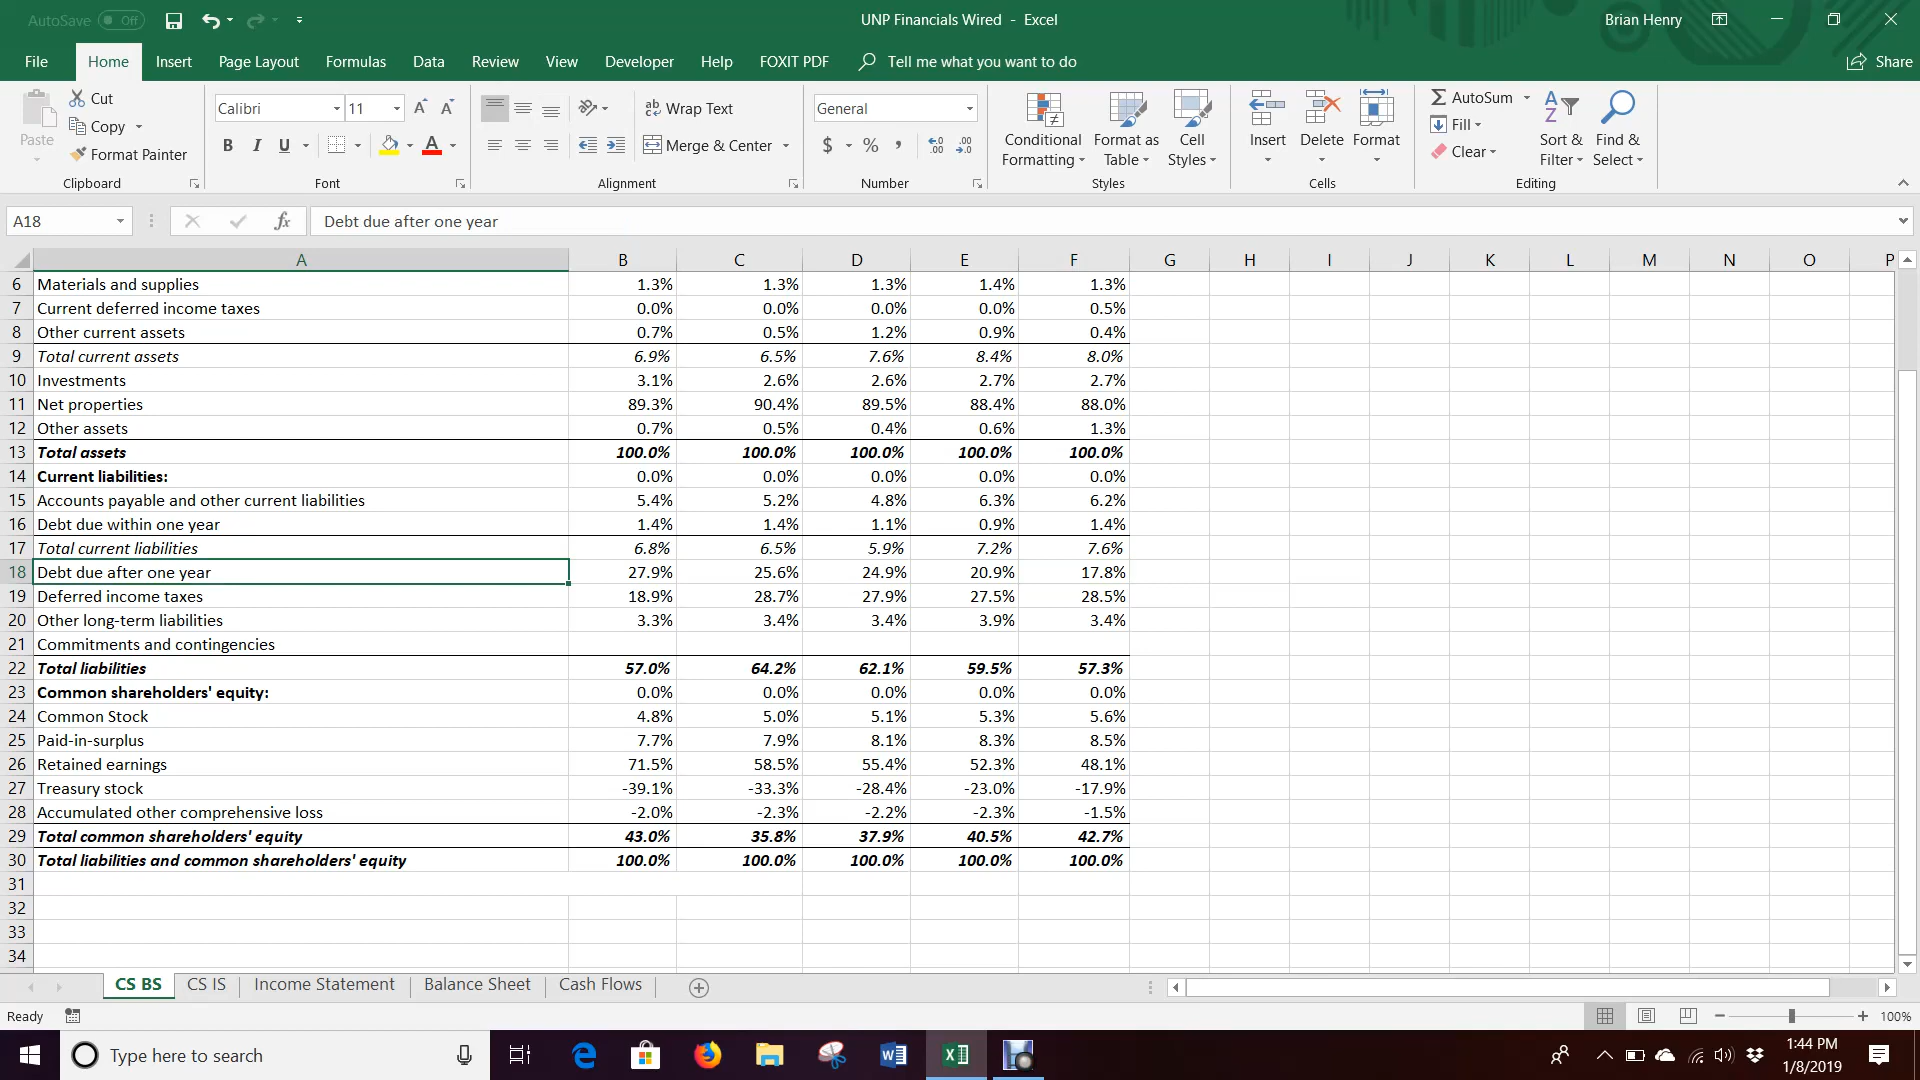 AutoSave Off
UNP Financials Wired - Excel
Brian Henry
File Home Insert Page Layout Formulas Data Review View Developer Help FOXIT PDF Tell me what you want to do Share
Paste
Cut
Copy
Format Painter
Clipboard
Calibri 11
B I U
Font
Wrap Text
Merge & Center
Alignment
General
$ % ,
Number
Conditional Formatting
Format as Table
Cell Styles
Styles
Insert Delete Format
Cells
AutoSum
Fill
Clear
Sort & Filter
Find & Select
Editing
A18 fx Debt due after one year
A B C D E F G H I J K L M N O P
6 Materials and supplies 1.3% 1.3% 1.3% 1.4% 1.3%
7 Current deferred income taxes 0.0% 0.0% 0.0% 0.0% 0.5%
8 Other current assets 0.7% 0.5% 1.2% 0.9% 0.4%
9 Total current assets 6.9% 6.5% 7.6% 8.4% 8.0%
10 Investments 3.1% 2.6% 2.6% 2.7% 2.7%
11 Net properties 89.3% 90.4% 89.5% 88.4% 88.0%
12 Other assets 0.7% 0.5% 0.4% 0.6% 1.3%
13 Total assets 100.0% 100.0% 100.0% 100.0% 100.0%
14 Current liabilities: 0.0% 0.0% 0.0% 0.0% 0.0%
15 Accounts payable and other current liabilities 5.4% 5.2% 4.8% 6.3% 6.2%
16 Debt due within one year 1.4% 1.4% 1.1% 0.9% 1.4%
17 Total current liabilities 6.8% 6.5% 5.9% 7.2% 7.6%
18 Debt due after one year 27.9% 25.6% 24.9% 20.9% 17.8%
19 Deferred income taxes 18.9% 28.7% 27.9% 27.5% 28.5%
20 Other long-term liabilities 3.3% 3.4% 3.4% 3.9% 3.4%
21 Commitments and contingencies
22 Total liabilities 57.0% 64.2% 62.1% 59.5% 57.3%
23 Common shareholders' equity: 0.0% 0.0% 0.0% 0.0% 0.0%
24 Common Stock 4.8% 5.0% 5.1% 5.3% 5.6%
25 Paid-in-surplus 7.7% 7.9% 8.1% 8.3% 8.5%
26 Retained earnings 71.5% 58.5% 55.4% 52.3% 48.1%
27 Treasury stock -39.1% -33.3% -28.4% -23.0% -17.9%
28 Accumulated other comprehensive loss -2.0% -2.3% -2.2% -2.3% -1.5%
29 Total common shareholders' equity 43.0% 35.8% 37.9% 40.5% 42.7%
30 Total liabilities and common shareholders' equity 100.0% 100.0% 100.0% 100.0% 100.0%
31
32
33
34
CS BS CS IS Income Statement Balance Sheet Cash Flows
Ready
100%
Type here to search
1:44 PM
1/8/2019